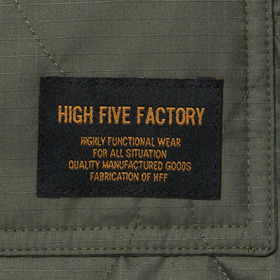 HIGH FIVE FACTORY
HIGHLY FUNCTIONAL WEAR
FOR ALL SITUATION
QUALITY MANUFACTURED GOODS
FABRICATION OF HFF